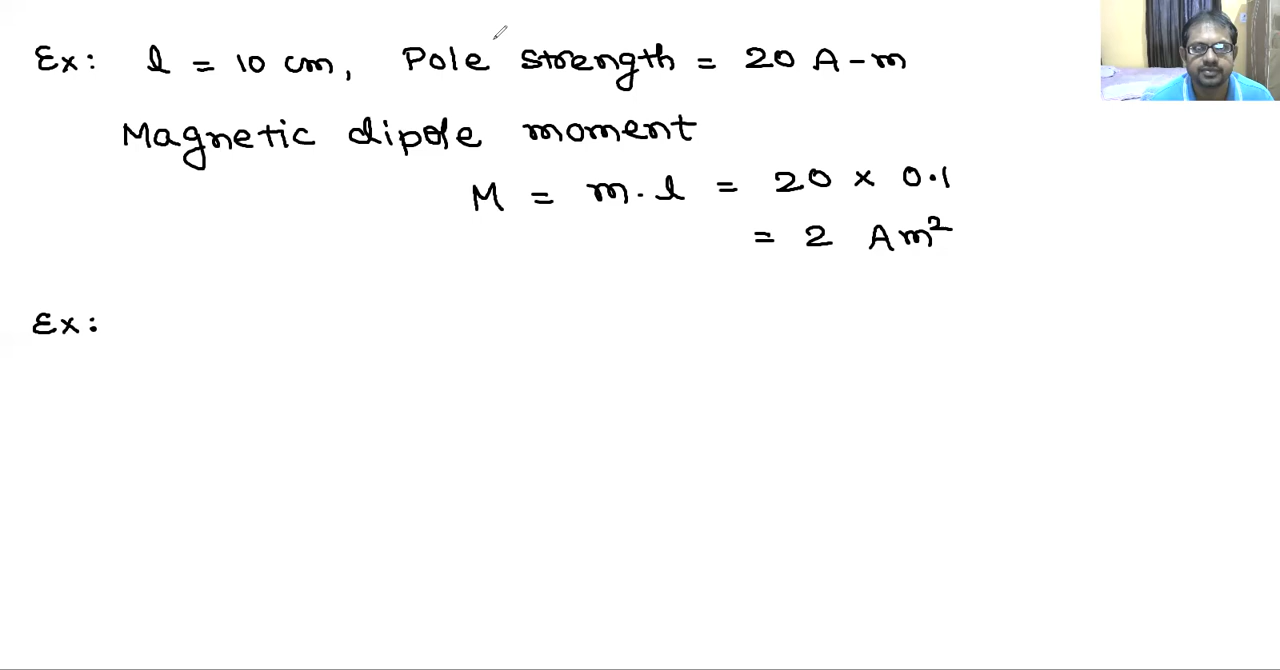 Ex: l = 10 cm, Pole strength = 20 A-m
Magnetic dipole moment
M = m.l = 20 x 0.1
= 2 Am²
Ex: